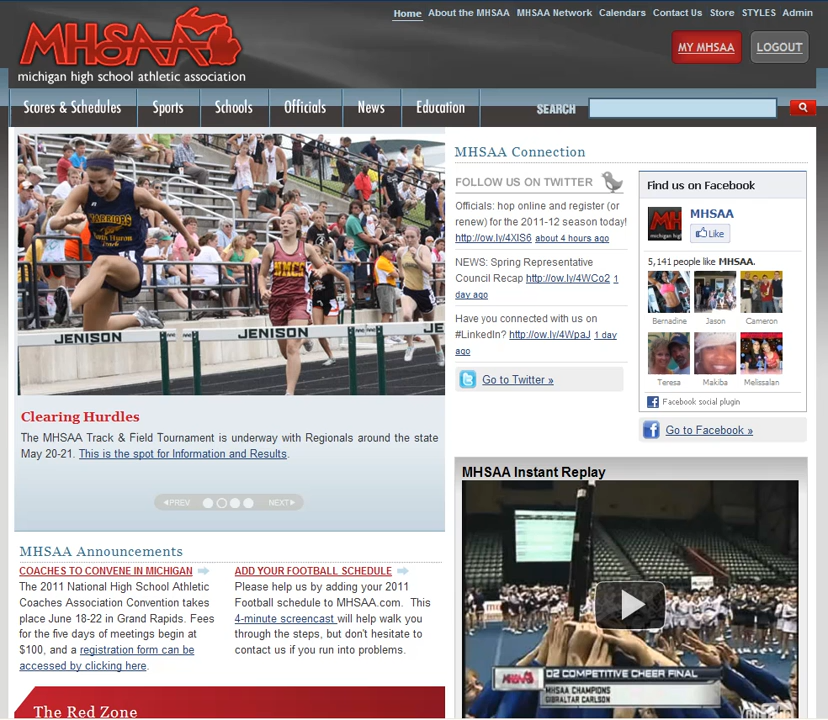 Home About the MHSAA MHSAA Network Calendars Contact Us Store STYLES Admin
MHSAA
michigan high school athletic association
MY MHSAA LOGOUT
Scores & Schedules Sports Schools Officials News Education SEARCH
WARRIORS
JENISON
JENISON
JE
Clearing Hurdles
The MHSAA Track & Field Tournament is underway with Regionals around the state
May 20-21. This is the spot for Information and Results.
PREV NEXT
MHSAA Announcements
COACHES TO CONVENE IN MICHIGAN
The 2011 National High School Athletic
Coaches Association Convention takes
place June 18-22 in Grand Rapids. Fees
for the five days of meetings begin at
$100, and a registration form can be
accessed by clicking here.
ADD YOUR FOOTBALL SCHEDULE
Please help us by adding your 2011
Football schedule to MHSAA.com. This
4-minute screencast will help walk you
through the steps, but don't hesitate to
contact us if you run into problems.
The Red Zone
MHSAA Connection
FOLLOW US ON TWITTER
Officials: hop online and register (or
renew) for the 2011-12 season today!
http://ow.ly/4XIS6 about 4 hours ago
NEWS: Spring Representative
Council Recap http://ow.ly/4WCo2 1
day ago
Have you connected with us on
#LinkedIn? http://ow.ly/4WpaJ 1 day
ago
Go to Twitter »
Find us on Facebook
MHSAA
Like
5,141 people like MHSAA.
Bernadine Jason Cameron
Teresa Makiba Melissalan
Facebook social plugin
Go to Facebook »
MHSAA Instant Replay
MHSAA
02 COMPETITIVE CHEER FINAL
MHSAA CHAMPIONS
GIBRALTAR CARLSON